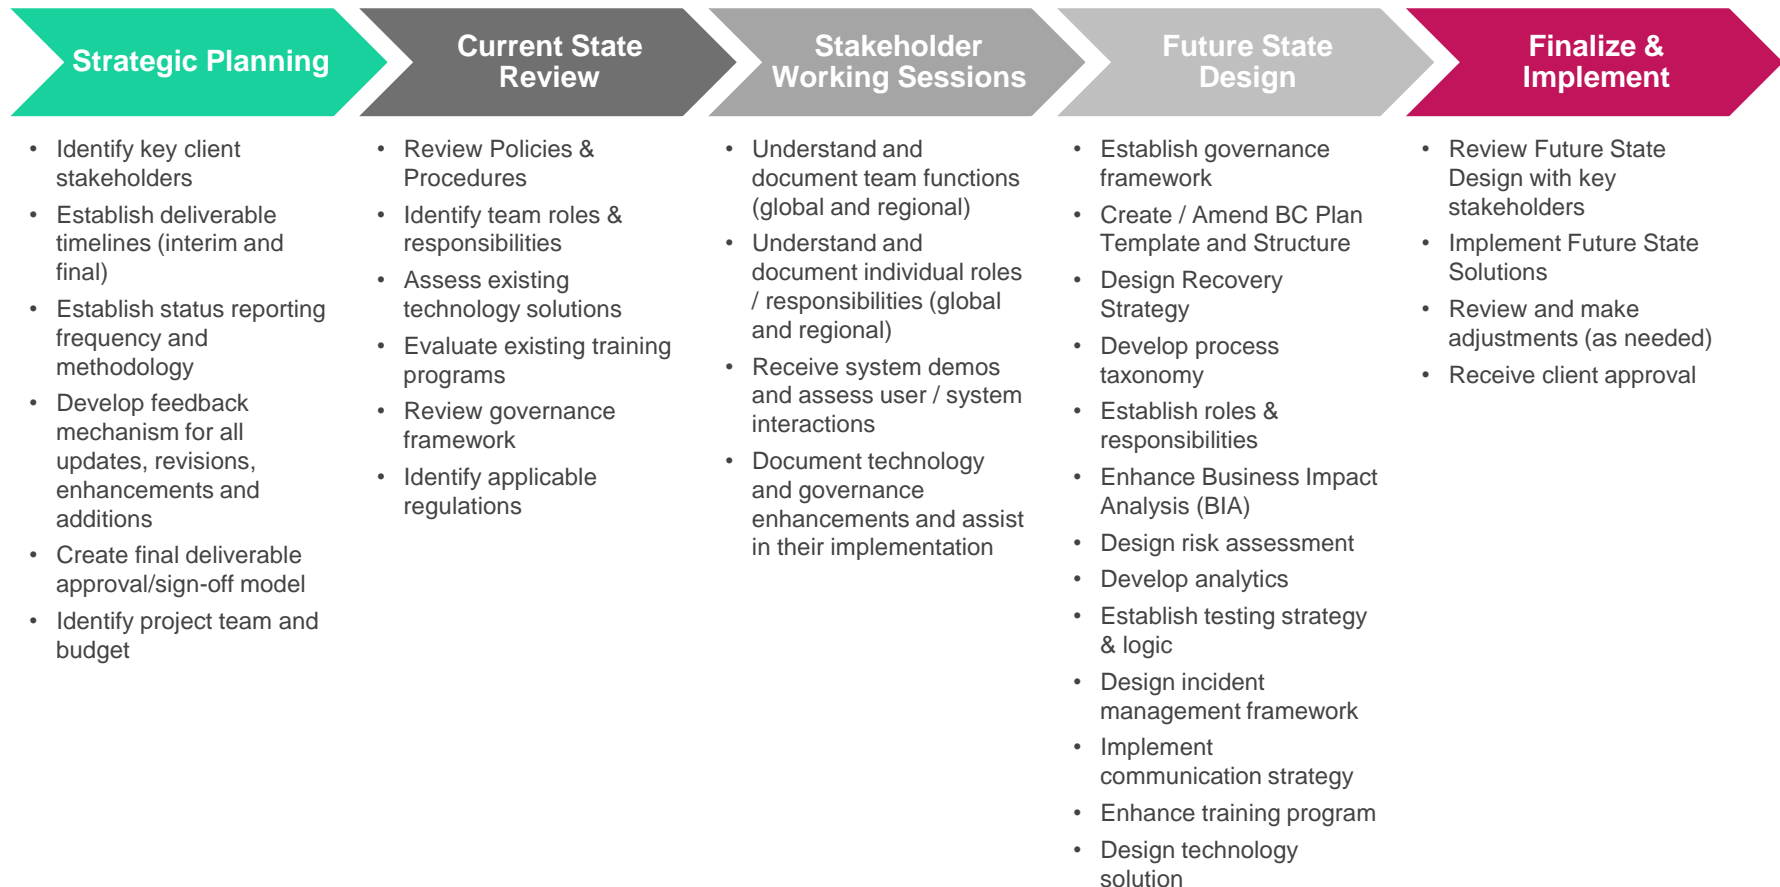 Strategic Planning
Current State
Review
Stakeholder
Working Sessions
Future State
Design
Finalize &
Implement
• Identify key client
stakeholders
• Establish deliverable
timelines (interim and
final)
• Establish status reporting
frequency and
methodology
• Develop feedback
mechanism for all
updates, revisions,
enhancements and
additions
• Create final deliverable
approval/sign-off model
• Identify project team and
budget
• Review Policies &
Procedures
• Identify team roles &
responsibilities
• Assess existing
technology solutions
• Evaluate existing training
programs
• Review governance
framework
• Identify applicable
regulations
• Understand and
document team functions
(global and regional)
• Understand and
document individual roles
/ responsibilities (global
and regional)
• Receive system demos
and assess user / system
interactions
• Document technology
and governance
enhancements and assist
in their implementation
• Establish governance
framework
• Create / Amend BC Plan
Template and Structure
• Design Recovery
Strategy
• Develop process
taxonomy
• Establish roles &
responsibilities
• Enhance Business Impact
Analysis (BIA)
• Design risk assessment
• Develop analytics
• Establish testing strategy
& logic
• Design incident
management framework
• Implement
communication strategy
• Enhance training program
• Design technology
solution
• Review Future State
Design with key
stakeholders
• Implement Future State
Solutions
• Review and make
adjustments (as needed)
• Receive client approval